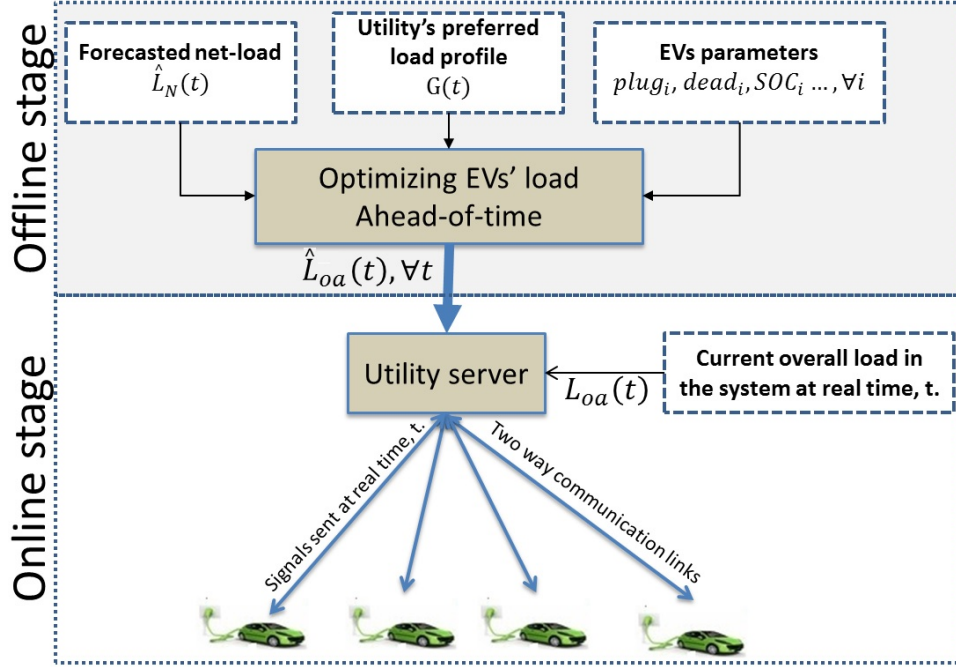 Offline stage
Forecasted net-load
L̂_N(t)
Utility's preferred
load profile
G(t)
EVs parameters
plug_i, dead_i, SOC_i ..., ∀i
Optimizing EVs' load
Ahead-of-time
L̂_oa(t), ∀t
Online stage
Utility server
L_oa(t)
Current overall load in
the system at real time, t.
Signals sent at real time, t.
Two way communication links